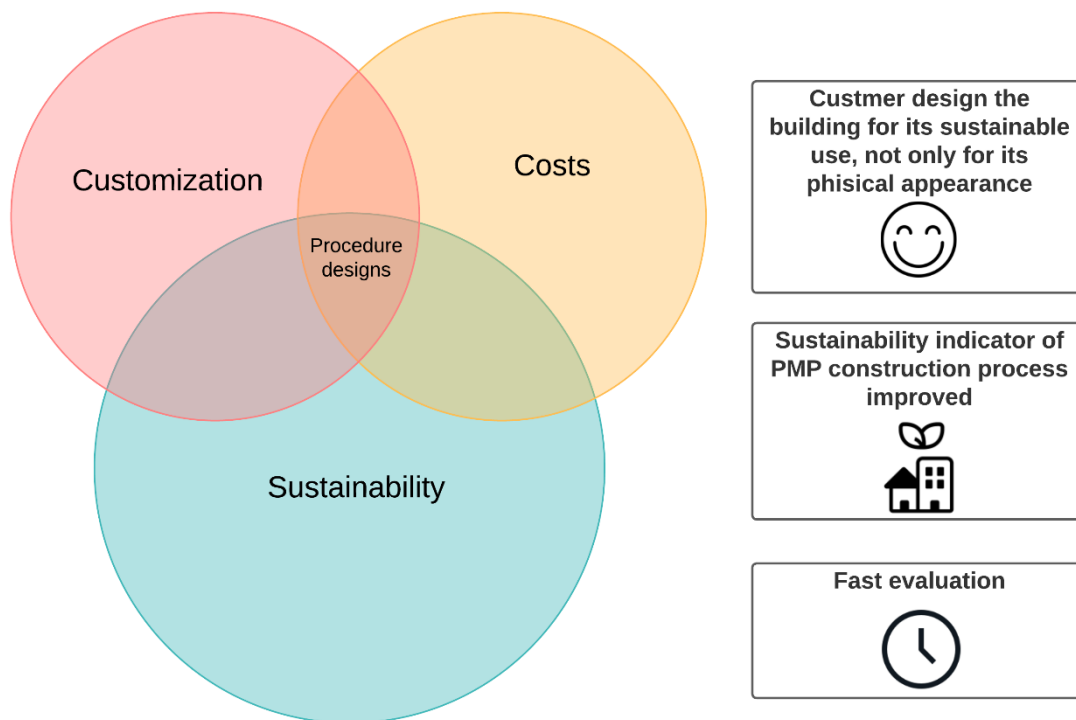 Customization
Costs
Procedure
designs
Sustainability
Custmer design the
building for its sustainable
use, not only for its
phisical appearance
Sustainability indicator of
PMP construction process
improved
Fast evaluation